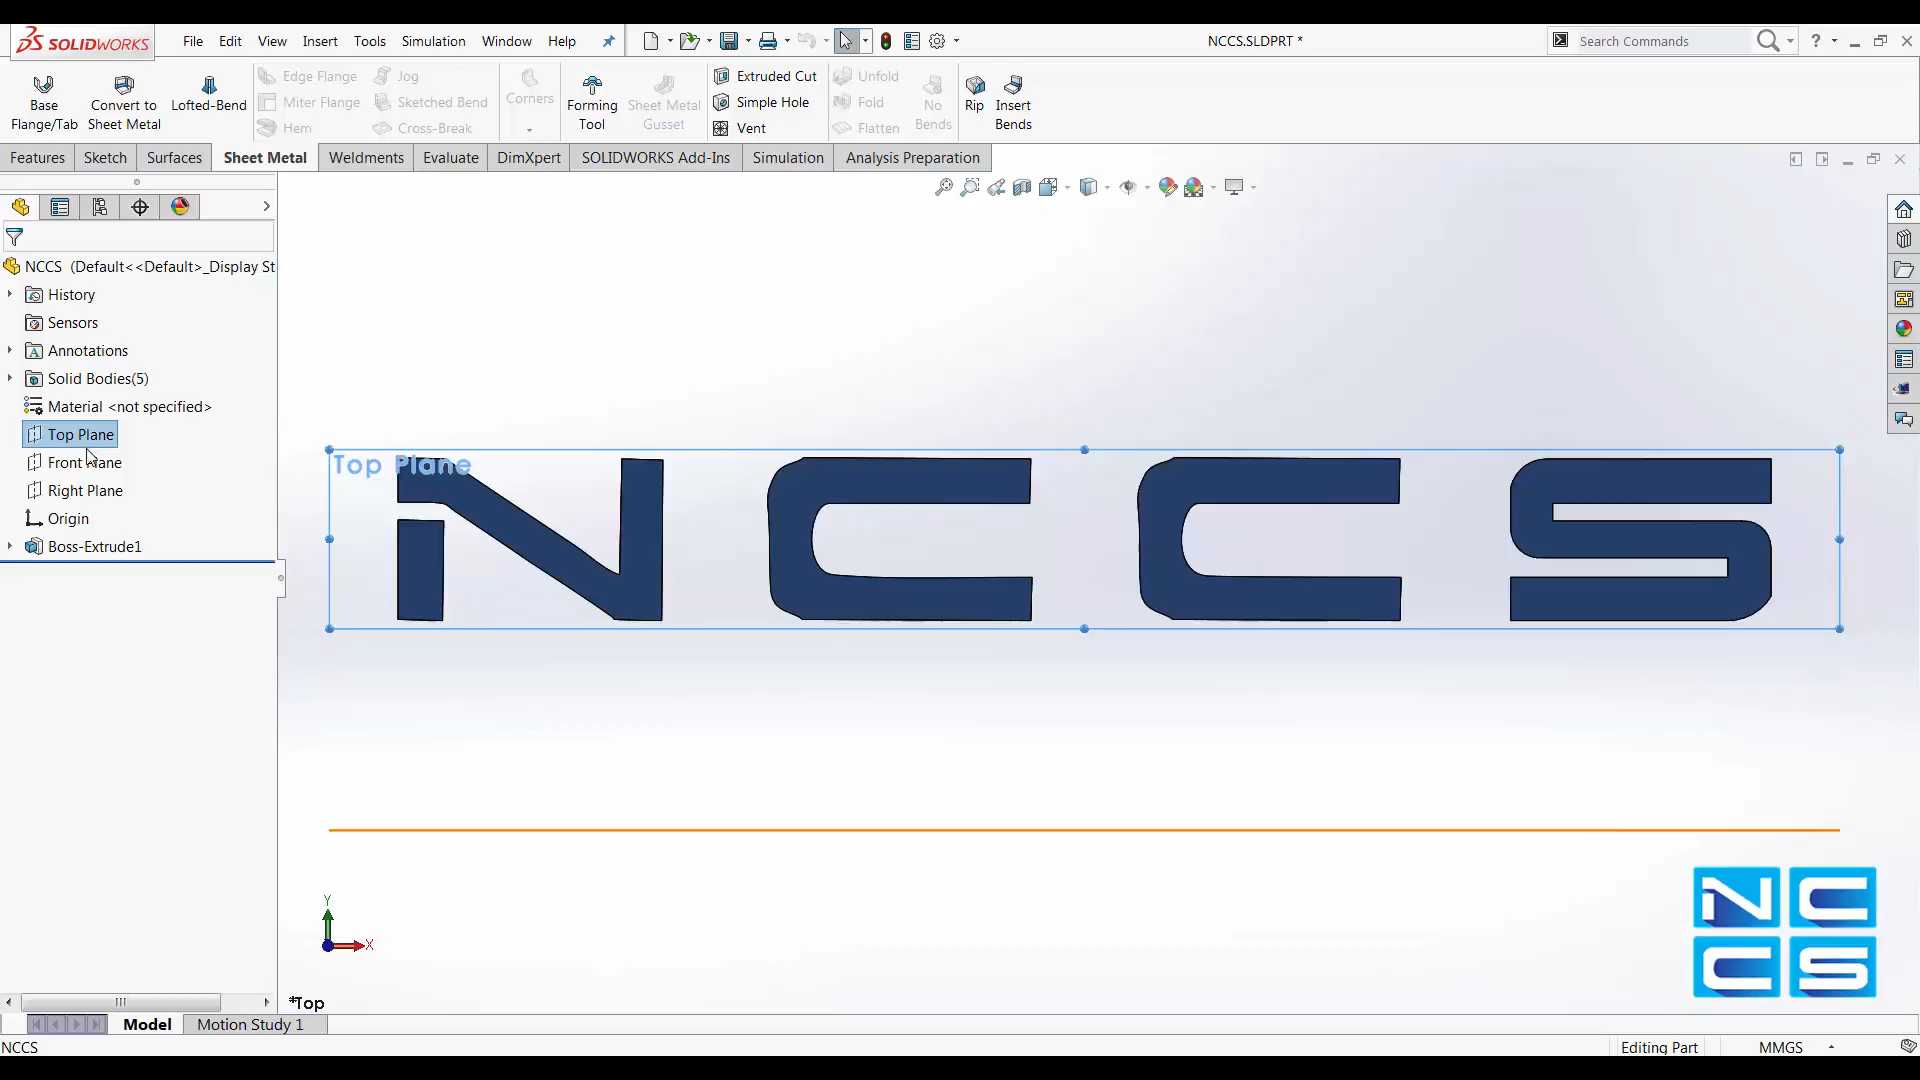 SOLIDWORKS File Edit View Insert Tools Simulation Window Help NCCS.SLDPRT * Search Commands ?
Base Flange/Tab
Convert to Sheet Metal
Lofted-Bend
Edge Flange
Miter Flange
Hem
Jog
Sketched Bend
Cross-Break
Corners
Forming Tool
Sheet Metal Gusset
Extruded Cut
Simple Hole
Vent
Unfold
Fold
Flatten
No Bends
Rip
Insert Bends
Features Sketch Surfaces Sheet Metal Weldments Evaluate DimXpert SOLIDWORKS Add-Ins Simulation Analysis Preparation
NCCS (Default<<Default>_Display St
History
Sensors
Annotations
Solid Bodies(5)
Material <not specified>
Top Plane
Front Plane
Right Plane
Origin
Boss-Extrude1
Top Plane
NCCS
Y
X
*Top
NC
CS
Model Motion Study 1
NCCS Editing Part MMGS